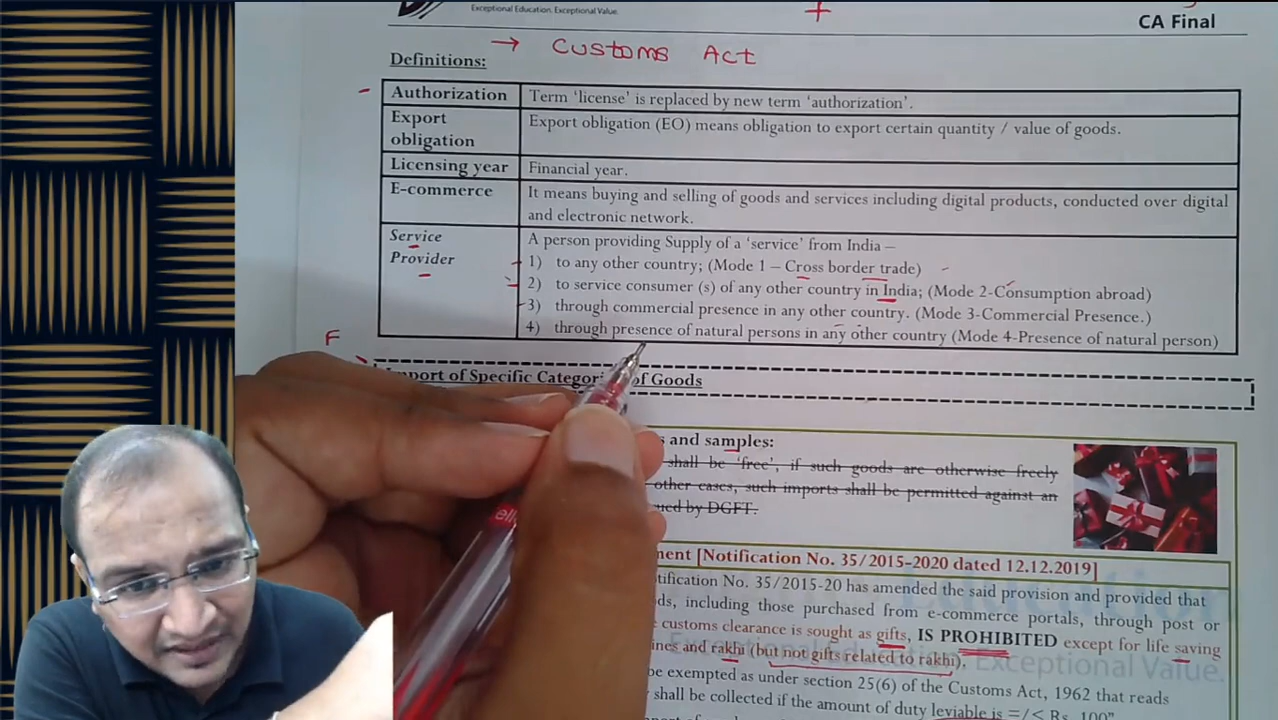 Exceptional Education. Exceptional Value.
+
CA Final
→ Customs Act
Definitions:
Authorization Term 'license' is replaced by new term 'authorization'.
Export obligation Export obligation (EO) means obligation to export certain quantity / value of goods.
Licensing year Financial year.
E-commerce It means buying and selling of goods and services including digital products, conducted over digital
and electronic network.
Service A person providing Supply of a 'service' from India –
Provider 1) to any other country; (Mode 1 – Cross border trade)
2) to service consumer (s) of any other country in India; (Mode 2-Consumption abroad)
3) through commercial presence in any other country. (Mode 3-Commercial Presence.)
4) through presence of natural persons in any other country (Mode 4-Presence of natural person)
F
Import of Specific of Goods
and samples:
shall be 'free', if such goods are otherwise freely
other cases, such imports shall be permitted against an
by DGFT.
[Notification No. 35/2015-2020 dated 12.12.2019]
No. 35/2015-20 has amended the said provision and provided that
including those purchased from e-commerce portals, through post or
customs clearance is sought as gifts, IS PROHIBITED except for life saving
and rakhi (but not gifts related to rakhi).
be exempted as under section 25(6) of the Customs Act, 1962 that reads
shall be collected if the amount of duty leviable is =/< Rs. 100"